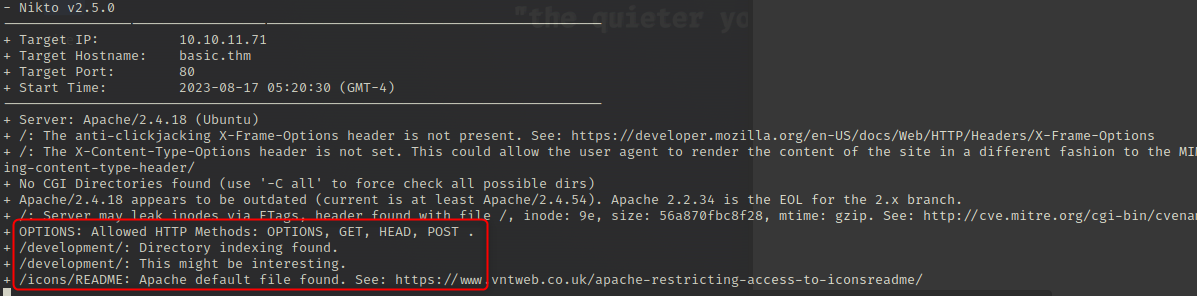 "the quieter yo
- Nikto v2.5.0
---------------------------------------------------------------------------
+ Target IP:          10.10.11.71
+ Target Hostname:    basic.thm
+ Target Port:        80
+ Start Time:         2023-08-17 05:20:30 (GMT-4)
---------------------------------------------------------------------------
+ Server: Apache/2.4.18 (Ubuntu)
+ /: The anti-clickjacking X-Frame-Options header is not present. See: https://developer.mozilla.org/en-US/docs/Web/HTTP/Headers/X-Frame-Options
+ /: The X-Content-Type-Options header is not set. This could allow the user agent to render the content of the site in a different fashion to the MI
ing-content-type-header/
+ No CGI Directories found (use '-C all' to force check all possible dirs)
+ Apache/2.4.18 appears to be outdated (current is at least Apache/2.4.54). Apache 2.2.34 is the EOL for the 2.x branch.
+ /: Server may leak inodes via ETags, header found with file /, inode: 9e, size: 56a870fbc8f28, mtime: gzip. See: http://cve.mitre.org/cgi-bin/cvenam
+ OPTIONS: Allowed HTTP Methods: OPTIONS, GET, HEAD, POST .
+ /development/: Directory indexing found.
+ /development/: This might be interesting.
+ /icons/README: Apache default file found. See: https://www.vntweb.co.uk/apache-restricting-access-to-iconsreadme/